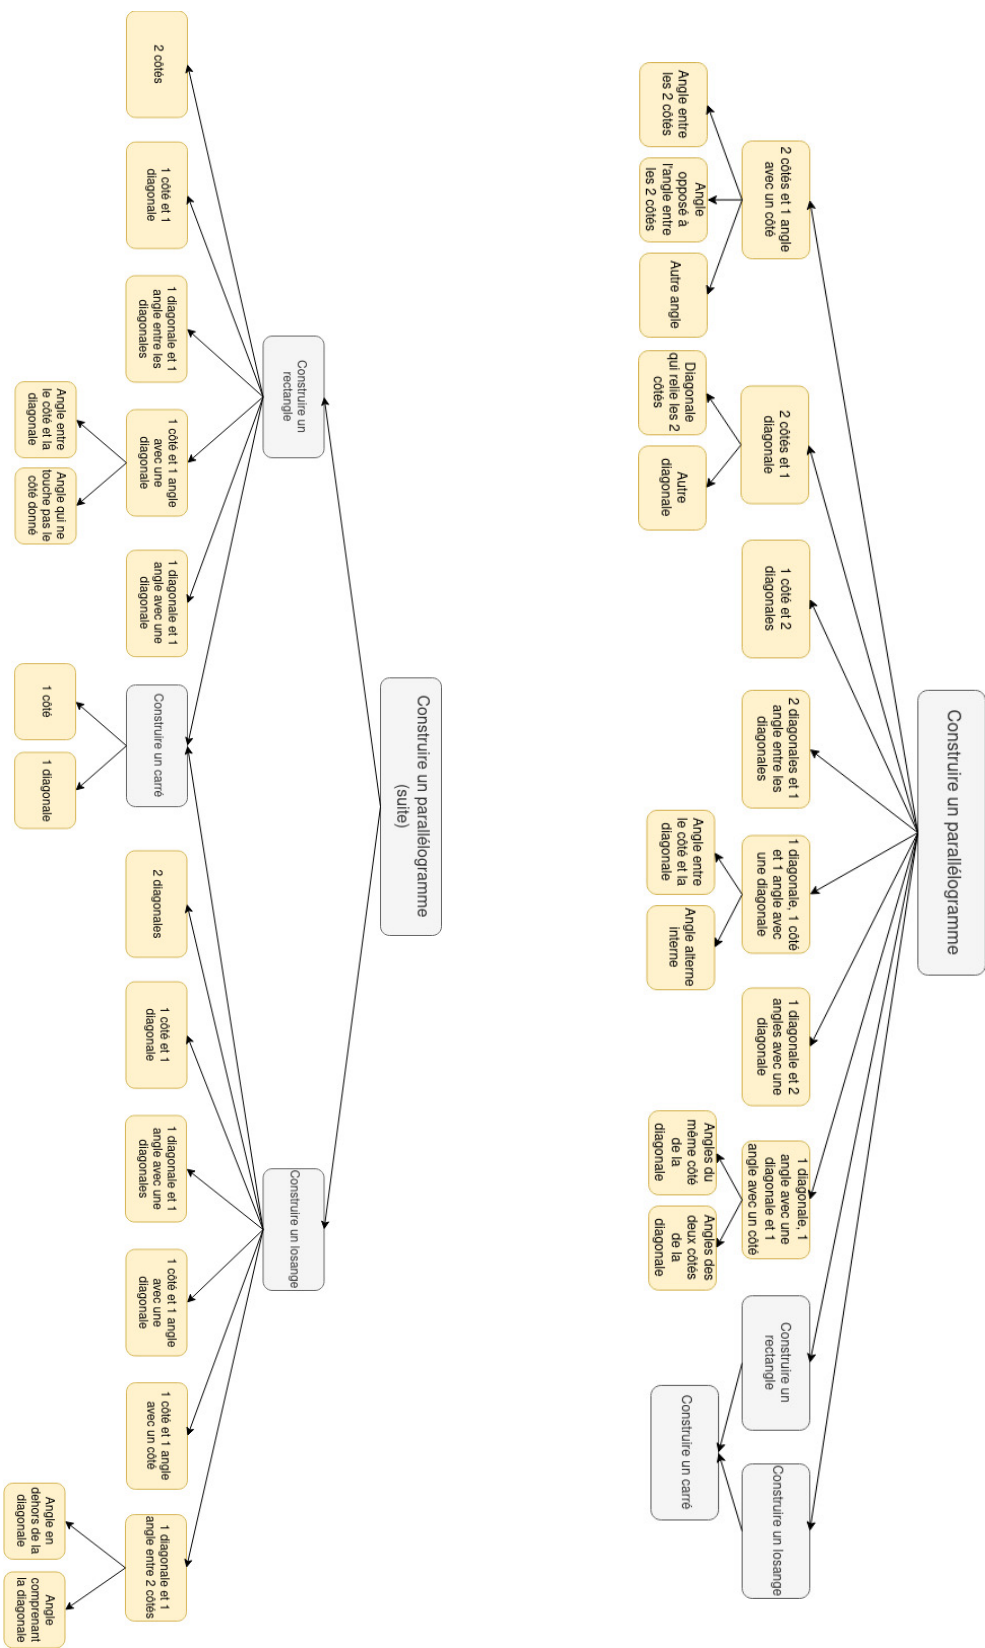 Construire un parallélogramme
2 côtés et 1 angle
avec un côté
2 côtés et 1
diagonale
1 côté et 2
diagonales
2 diagonales et 1
angle entre les
diagonales
1 diagonale, 1 côté
et 1 angle avec
une diagonale
1 diagonale et 2
angles avec une
diagonale
1 diagonale, 1
angle avec une
diagonale et 1
angle avec un côté
Construire un
rectangle
Construire un losange
Angle entre
les 2 côtés
Angle
opposé à
l'angle entre
les 2 côtés
Autre angle
Diagonale
qui relie les 2
côtés
Autre
diagonale
Angle entre
le côté et la
diagonale
Angle alterne
interne
Angles du
même côté
de la
diagonale
Angles des
deux côtés
de la
diagonale
Construire un carré
Construire un parallélogramme
(suite)
Construire un
rectangle
Construire un losange
2 côtés
1 côté et 1
diagonale
1 diagonale et 1
angle entre les
diagonales
1 côté et 1 angle
avec une
diagonale
1 diagonale et 1
angle avec une
diagonale
Construire un carré
2 diagonales
1 côté et 1
diagonale
1 diagonale et 1
angle avec une
diagonales
1 côté et 1 angle
avec une
diagonale
1 côté et 1 angle
avec un côté
1 diagonale et 1
angle entre 2 côtés
Angle entre
le côté et la
diagonale
Angle qui ne
touche pas le
côté donné
1 côté
1 diagonale
Angle en
dehors de la
diagonale
Angle
comprenant
la diagonale